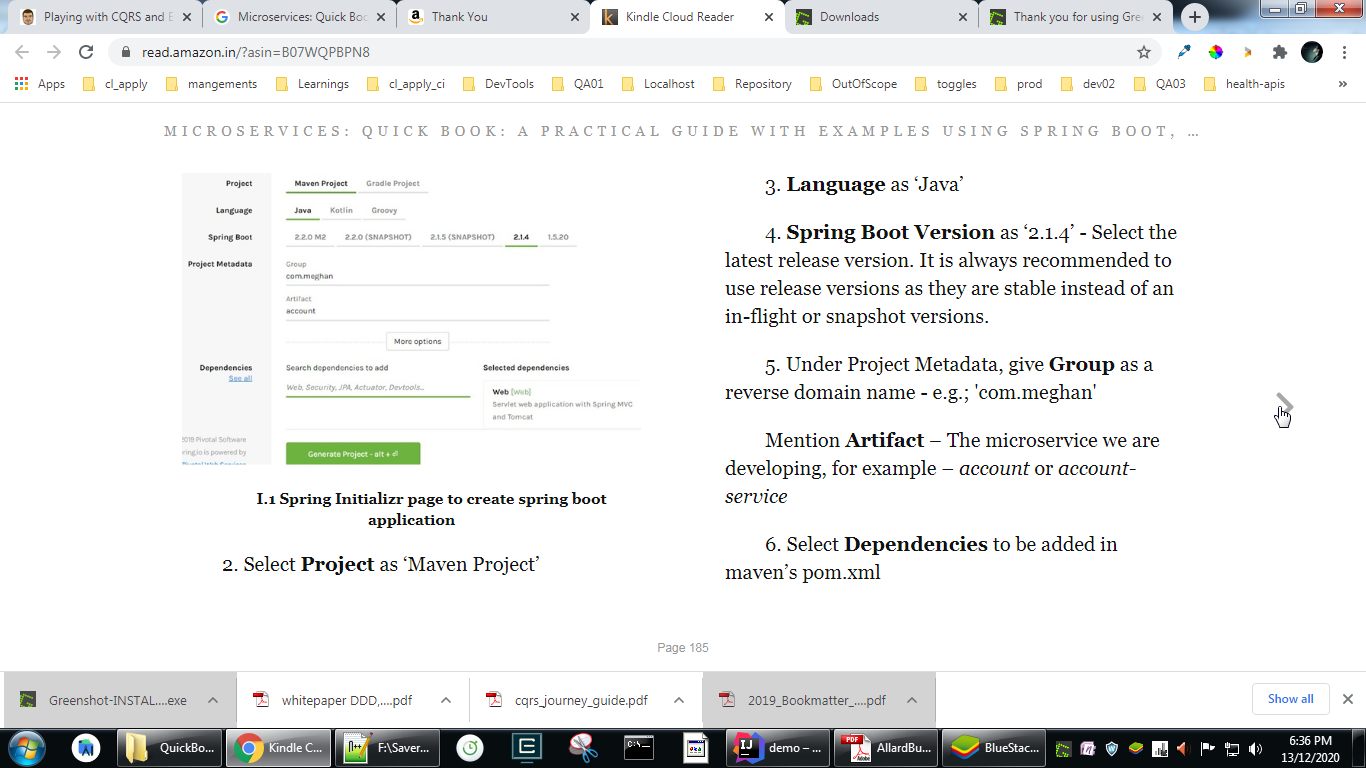 Playing with CQRS and E
Microservices: Quick Boo
Thank You
Kindle Cloud Reader
Downloads
Thank you for using Gre
read.amazon.in/?asin=B07WQPBPN8
Apps
cl_apply
mangements
Learnings
cl_apply_ci
DevTools
QA01
Localhost
Repository
OutOfScope
toggles
prod
dev02
QA03
health-apis
»
MICROSERVICES: QUICK BOOK: A PRACTICAL GUIDE WITH EXAMPLES USING SPRING BOOT, …
Project
Maven Project
Gradle Project
Language
Java
Kotlin
Groovy
Spring Boot
2.2.0 M2
2.2.0 (SNAPSHOT)
2.1.5 (SNAPSHOT)
2.1.4
1.5.20
Project Metadata
Group
com.meghan
Artifact
account
More options
Dependencies
See all
Search dependencies to add
Web, Security, JPA, Actuator, Devtools...
Selected dependencies
Web [Web]
Servlet web application with Spring MVC
and Tomcat
2019 Pivotal Software
ring.io is powered by
Pivotal Web Services
Generate Project - alt + ⏎
I.1 Spring Initializr page to create spring boot
application
2. Select Project as ‘Maven Project’
3. Language as ‘Java’
4. Spring Boot Version as ‘2.1.4’ - Select the
latest release version. It is always recommended to
use release versions as they are stable instead of an
in-flight or snapshot versions.
5. Under Project Metadata, give Group as a
reverse domain name - e.g.; 'com.meghan'
Mention Artifact – The microservice we are
developing, for example – account or account-
service
6. Select Dependencies to be added in
maven’s pom.xml
Page 185
Greenshot-INSTAL....exe
whitepaper DDD,....pdf
cqrs_journey_guide.pdf
2019_Bookmatter_....pdf
Show all
QuickBo...
Kindle C...
F:\Saver...
demo – ...
AllardBu...
BlueStac...
6:36 PM
13/12/2020